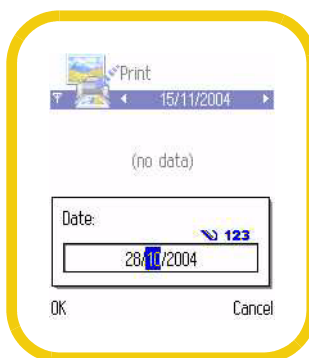 Print
15/11/2004
(no data)
Date:
123
28/10/2004
OK Cancel